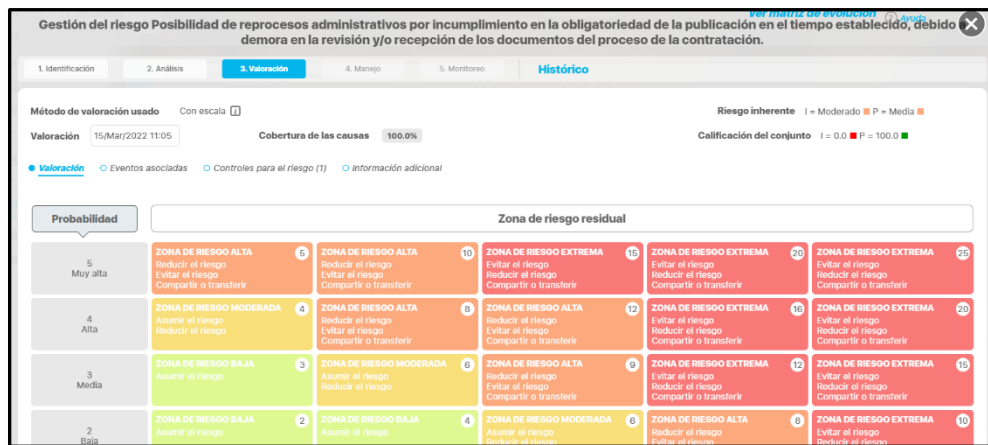 Ver matriz de evolución ? Ayuda
Gestión del riesgo Posibilidad de reprocesos administrativos por incumplimiento en la obligatoriedad de la publicación en el tiempo establecido, debido a
demora en la revisión y/o recepción de los documentos del proceso de la contratación.
1. Identificación 2. Análisis 3. Valoración 4. Manejo 5. Monitoreo Histórico
Método de valoración usado Con escala i Riesgo inherente I = Moderado P = Media
Valoración 15/Mar/2022 11:05 Cobertura de las causas 100.0% Calificación del conjunto I = 0.0 P = 100.0
Valoración Eventos asociadas Controles para el riesgo (1) Información adicional
Probabilidad Zona de riesgo residual
5
Muy alta
ZONA DE RIESGO ALTA 5
Reducir el riesgo
Evitar el riesgo
Compartir o transferir
ZONA DE RIESGO ALTA 10
Reducir el riesgo
Evitar el riesgo
Compartir o transferir
ZONA DE RIESGO EXTREMA 15
Evitar el riesgo
Reducir el riesgo
Compartir o transferir
ZONA DE RIESGO EXTREMA 20
Evitar el riesgo
Reducir el riesgo
Compartir o transferir
ZONA DE RIESGO EXTREMA 25
Evitar el riesgo
Reducir el riesgo
Compartir o transferir
4
Alta
ZONA DE RIESGO MODERADA 4
Asumir el riesgo
Reducir el riesgo
ZONA DE RIESGO ALTA 8
Reducir el riesgo
Evitar el riesgo
Compartir o transferir
ZONA DE RIESGO ALTA 12
Reducir el riesgo
Evitar el riesgo
Compartir o transferir
ZONA DE RIESGO EXTREMA 16
Evitar el riesgo
Reducir el riesgo
Compartir o transferir
ZONA DE RIESGO EXTREMA 20
Evitar el riesgo
Reducir el riesgo
Compartir o transferir
3
Media
ZONA DE RIESGO BAJA 3
Asumir el riesgo
ZONA DE RIESGO MODERADA 6
Asumir el riesgo
Reducir el riesgo
ZONA DE RIESGO ALTA 9
Reducir el riesgo
Evitar el riesgo
Compartir o transferir
ZONA DE RIESGO EXTREMA 12
Evitar el riesgo
Reducir el riesgo
Compartir o transferir
ZONA DE RIESGO EXTREMA 15
Evitar el riesgo
Reducir el riesgo
Compartir o transferir
2
Baja
ZONA DE RIESGO BAJA 2
Asumir el riesgo
ZONA DE RIESGO BAJA 4
Asumir el riesgo
ZONA DE RIESGO MODERADA 6
Asumir el riesgo
Reducir el riesgo
ZONA DE RIESGO ALTA 8
Reducir el riesgo
Evitar el riesgo
ZONA DE RIESGO EXTREMA 10
Evitar el riesgo
Reducir el riesgo